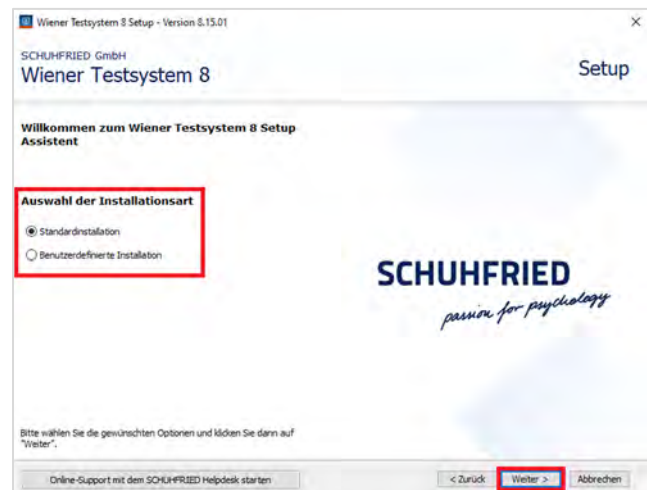 Wiener Testsystem 8 Setup - Version 8.15.01
SCHUHFRIED GmbH
Wiener Testsystem 8
Setup
Willkommen zum Wiener Testsystem 8 Setup
Assistent
Auswahl der Installationsart
Standardinstallation
Benutzerdefinierte Installation
SCHUHFRIED
passion for psychology
Bitte wählen Sie die gewünschten Optionen und klicken Sie dann auf
"Weiter".
Online-Support mit dem SCHUHFRIED Helpdesk starten
< Zurück
Weiter >
Abbrechen